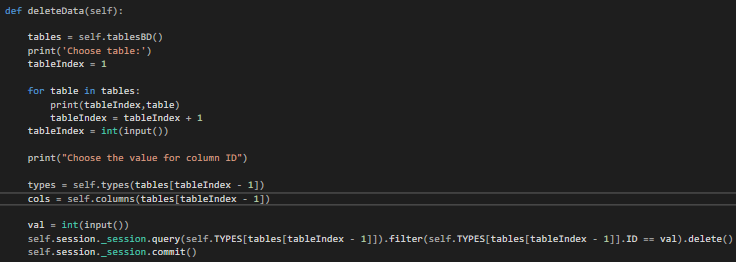 def deleteData(self):
tables = self.tablesBD()
print('Choose table:')
tableIndex = 1
for table in tables:
print(tableIndex,table)
tableIndex = tableIndex + 1
tableIndex = int(input())
print("Choose the value for column ID")
types = self.types(tables[tableIndex - 1])
cols = self.columns(tables[tableIndex - 1])
val = int(input())
self.session._session.query(self.TYPES[tables[tableIndex - 1]]).filter(self.TYPES[tables[tableIndex - 1]].ID == val).delete()
self.session._session.commit()